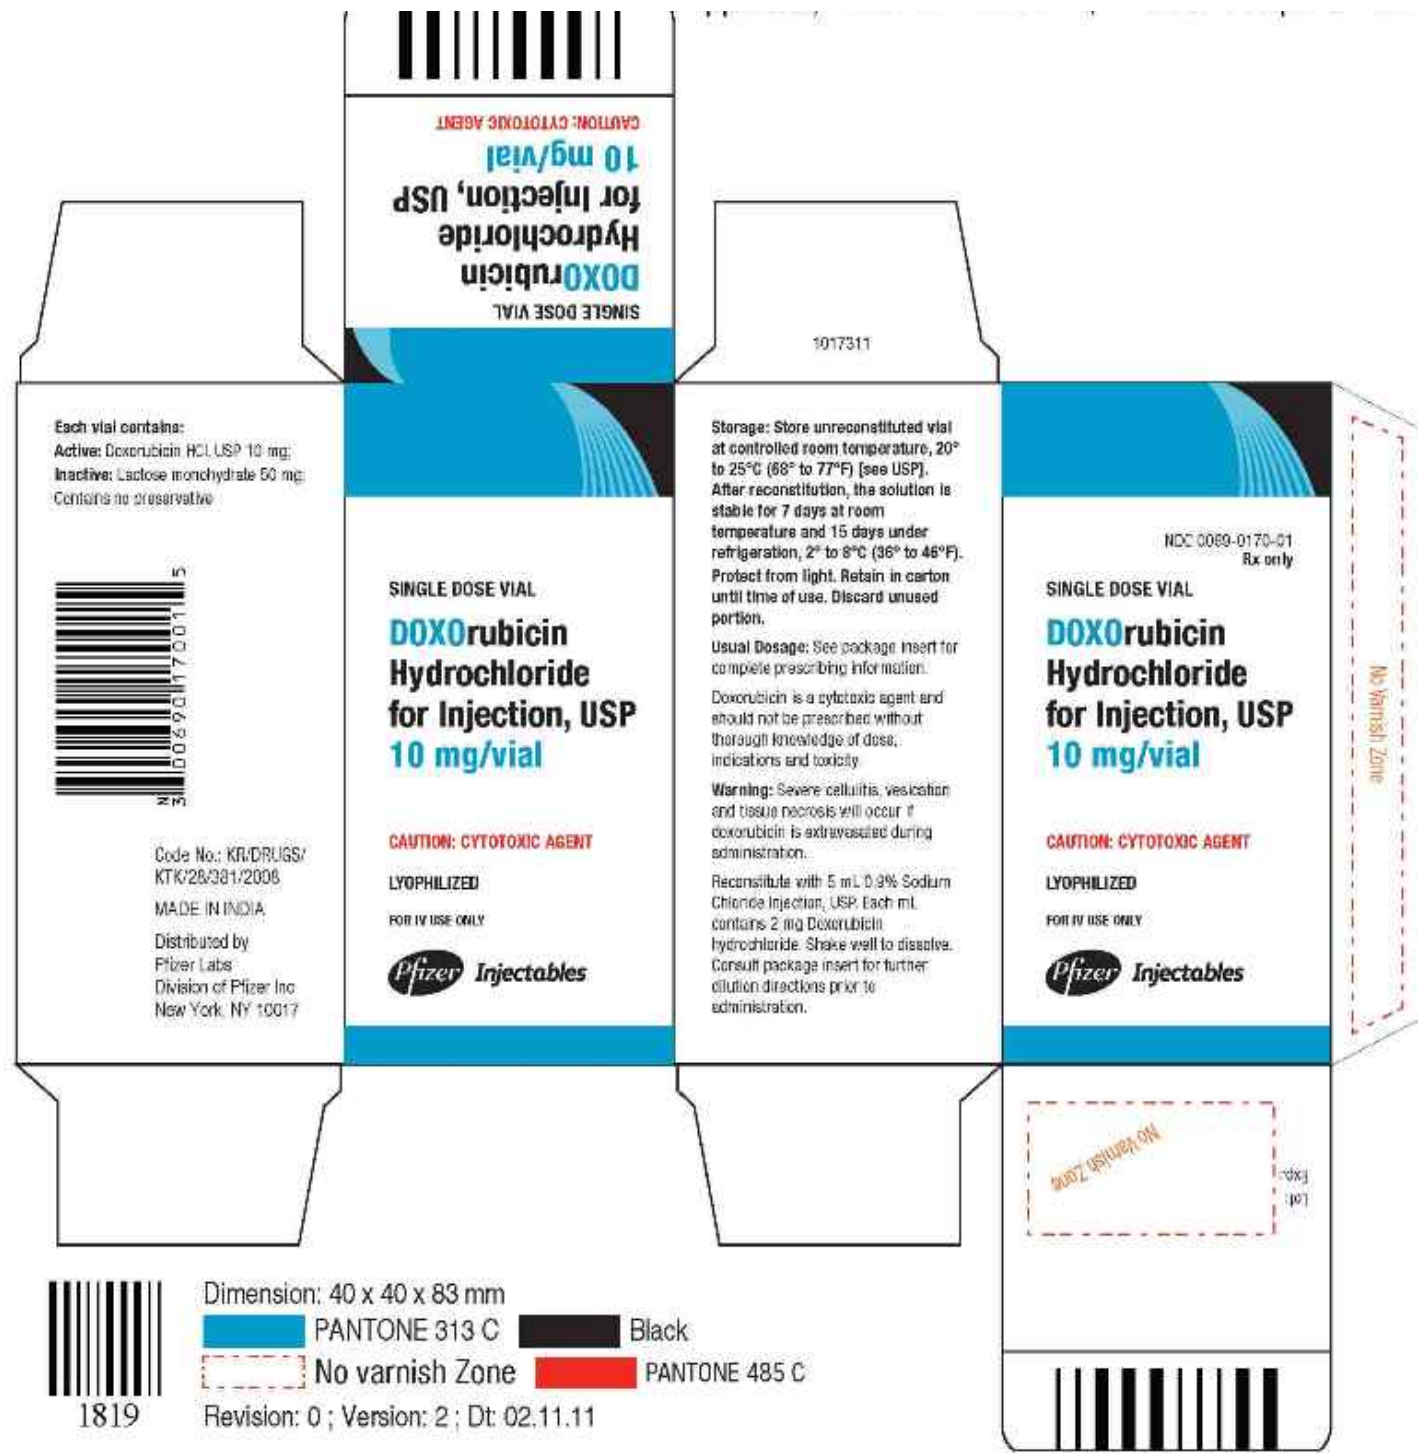 CAUTION: CYTOTOXIC AGENT
10 mg/vial
for Injection, USP
Hydrochloride
DOXOrubicin
SINGLE DOSE VIAL
1017311
Each vial contains:
Active: Doxorubicin HCl, USP 10 mg;
Inactive: Lactose monohydrate 50 mg;
Contains no preservative
N
3 0069017001 5
Code No.: KR/DRUGS/
KTK/28/381/2008
MADE IN INDIA
Distributed by
Pfizer Labs
Division of Pfizer Inc
New York, NY 10017
SINGLE DOSE VIAL
DOXOrubicin
Hydrochloride
for Injection, USP
10 mg/vial
CAUTION: CYTOTOXIC AGENT
LYOPHILIZED
FOR IV USE ONLY
Pfizer Injectables
Storage: Store unreconstituted vial
at controlled room temperature, 20°
to 25°C (68° to 77°F) [see USP].
After reconstitution, the solution is
stable for 7 days at room
temperature and 15 days under
refrigeration, 2° to 8°C (36° to 46°F).
Protect from light. Retain in carton
until time of use. Discard unused
portion.
Usual Dosage: See package insert for
complete prescribing information.
Doxorubicin is a cytotoxic agent and
should not be prescribed without
thorough knowledge of dose,
indications and toxicity
Warning: Severe cellulitis, vesication
and tissue necrosis will occur if
doxorubicin is extravasated during
administration.
Reconstitute with 5 mL 0.9% Sodium
Chloride Injection, USP. Each mL
contains 2 mg Doxorubicin
hydrochloride. Shake well to dissolve.
Consult package insert for further
dilution directions prior to
administration.
NDC 0069-0170-01
Rx only
SINGLE DOSE VIAL
DOXOrubicin
Hydrochloride
for Injection, USP
10 mg/vial
CAUTION: CYTOTOXIC AGENT
LYOPHILIZED
FOR IV USE ONLY
Pfizer Injectables
No Varnish Zone
No Varnish Zone
Lot:
Exp.:
1819
Dimension: 40 x 40 x 83 mm
PANTONE 313 C Black
No varnish Zone PANTONE 485 C
Revision: 0 ; Version: 2 ; Dt: 02.11.11